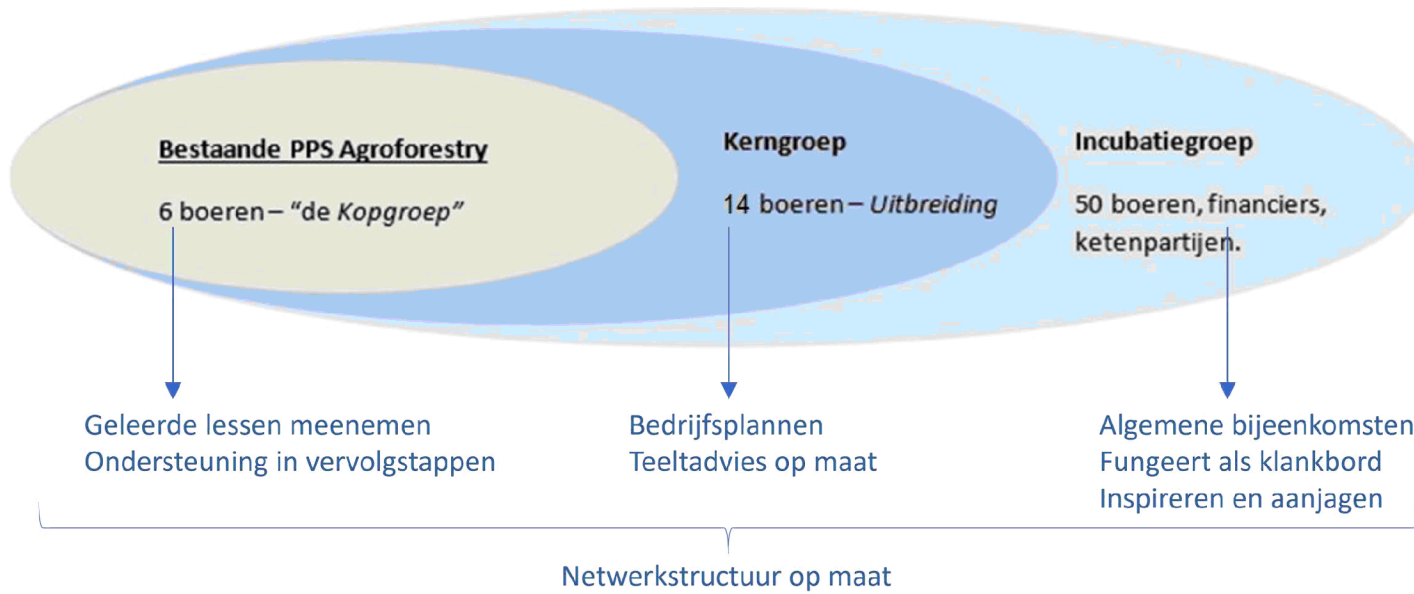 Bestaande PPS Agroforestry
6 boeren – “de Kopgroep”
Kerngroep
14 boeren – Uitbreiding
Incubatiegroep
50 boeren, financiers,
ketenpartijen.
Geleerde lessen meenemen
Ondersteuning in vervolgstappen
Bedrijfsplannen
Teeltadvies op maat
Algemene bijeenkomsten
Fungeert als klankbord
Inspireren en aanjagen
Netwerkstructuur op maat